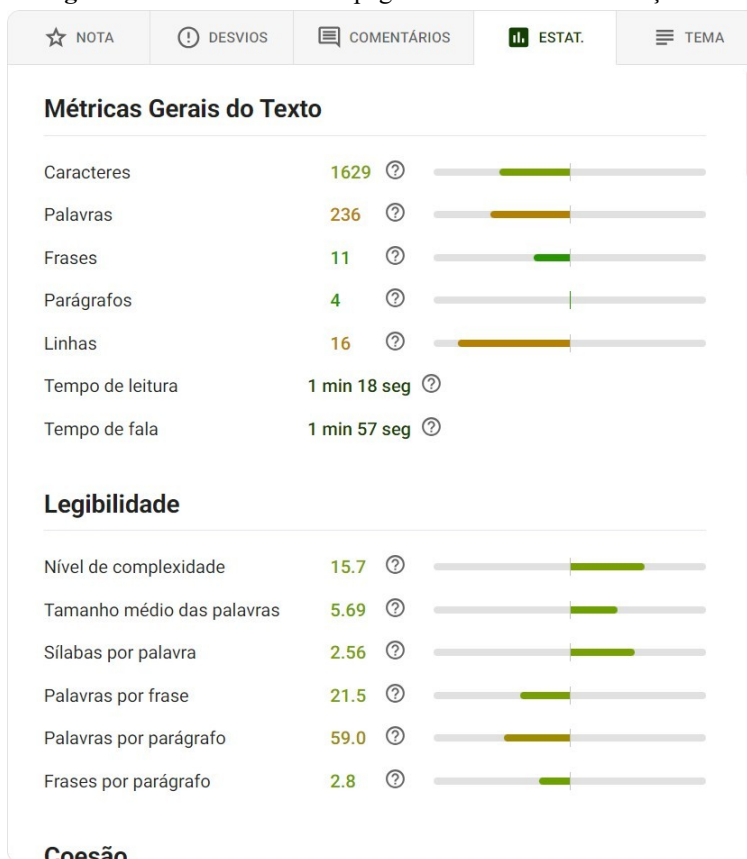 NOTA DESVIOS COMENTÁRIOS ESTAT. TEMA
Métricas Gerais do Texto
Caracteres 1629
Palavras 236
Frases 11
Parágrafos 4
Linhas 16
Tempo de leitura 1 min 18 seg
Tempo de fala 1 min 57 seg
Legibilidade
Nível de complexidade 15.7
Tamanho médio das palavras 5.69
Sílabas por palavra 2.56
Palavras por frase 21.5
Palavras por parágrafo 59.0
Frases por parágrafo 2.8
Coesão